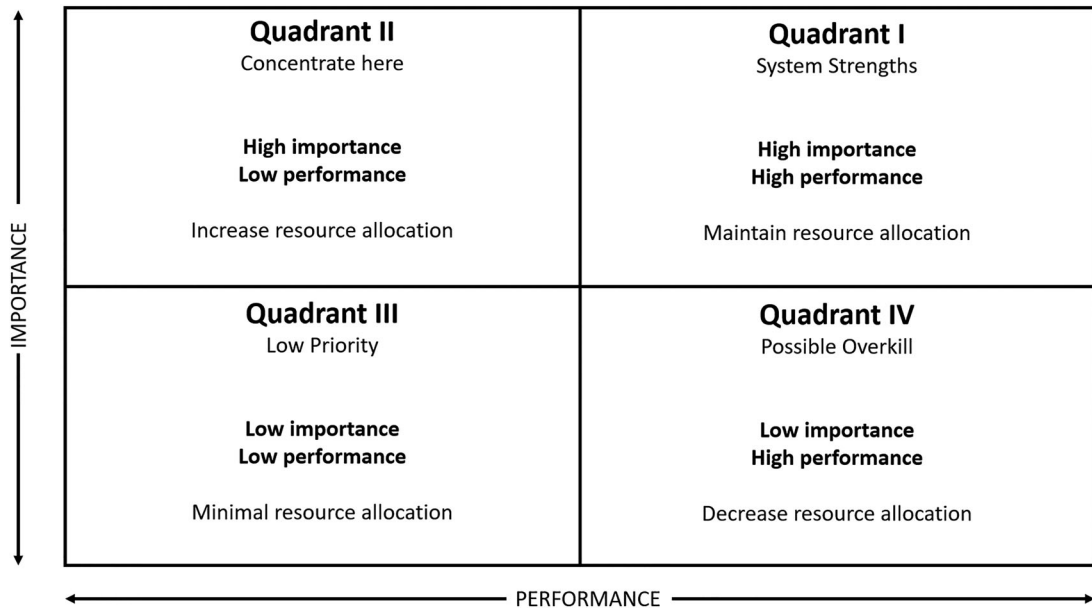 Quadrant II
Concentrate here
High importance
Low performance
Increase resource allocation
Quadrant I
System Strengths
High importance
High performance
Maintain resource allocation
IMPORTANCE
Quadrant III
Low Priority
Low importance
Low performance
Minimal resource allocation
Quadrant IV
Possible Overkill
Low importance
High performance
Decrease resource allocation
PERFORMANCE